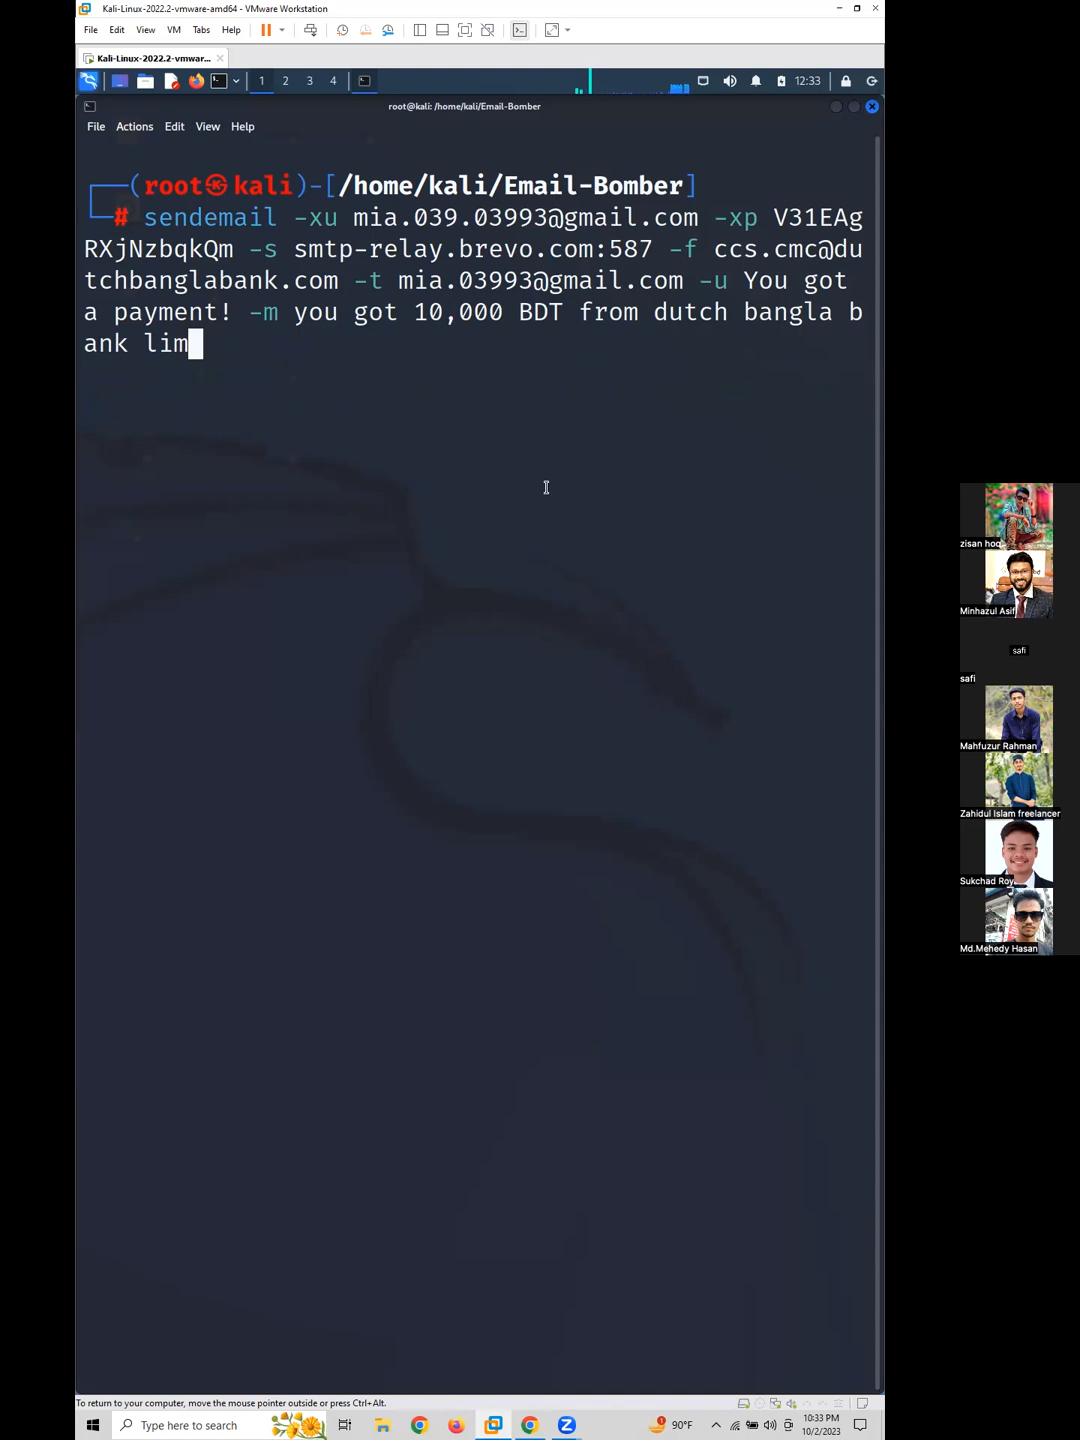 Kali-Linux-2022.2-vmware-amd64 - VMware Workstation
File Edit View VM Tabs Help
Kali-Linux-2022.2-vmwar...
1 2 3 4
12:33
root@kali: /home/kali/Email-Bomber
File Actions Edit View Help
(root㉿kali)-[/home/kali/Email-Bomber]
# sendemail -xu mia.039.03993@gmail.com -xp V31EAg
RXjNzbqkQm -s smtp-relay.brevo.com:587 -f ccs.cmc@du
tchbanglabank.com -t mia.03993@gmail.com -u You got
a payment! -m you got 10,000 BDT from dutch bangla b
ank lim
zisan hoq
Minhazul Asif
safi
safi
Mahfuzur Rahman
Zahidul Islam freelancer
Sukchad Roy
Md.Mehedy Hasan
To return to your computer, move the mouse pointer outside or press Ctrl+Alt.
Type here to search
90°F
10:33 PM
10/2/2023